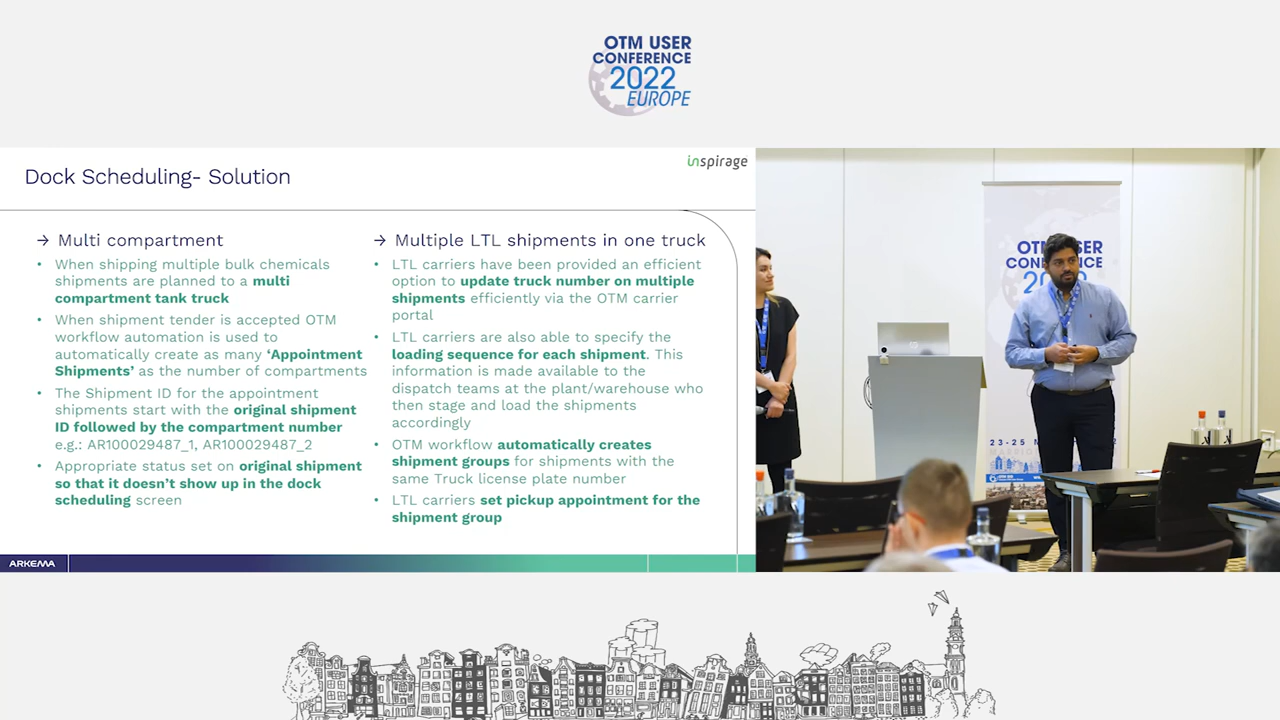 OTM USER
CONFERENCE
2022
EUROPE
inspirage
Dock Scheduling- Solution
→ Multi compartment
• When shipping multiple bulk chemicals
shipments are planned to a multi
compartment tank truck
• When shipment tender is accepted OTM
workflow automation is used to
automatically create as many ‘Appointment
Shipments’ as the number of compartments
• The Shipment ID for the appointment
shipments start with the original shipment
ID followed by the compartment number
e.g.: AR100029487_1, AR100029487_2
• Appropriate status set on original shipment
so that it doesn’t show up in the dock
scheduling screen
→ Multiple LTL shipments in one truck
• LTL carriers have been provided an efficient
option to update truck number on multiple
shipments efficiently via the OTM carrier
portal
• LTL carriers are also able to specify the
loading sequence for each shipment. This
information is made available to the
dispatch teams at the plant/warehouse who
then stage and load the shipments
accordingly
• OTM workflow automatically creates
shipment groups for shipments with the
same Truck license plate number
• LTL carriers set pickup appointment for the
shipment group
ARKEMA
OTM SER
CONF CE
23-25